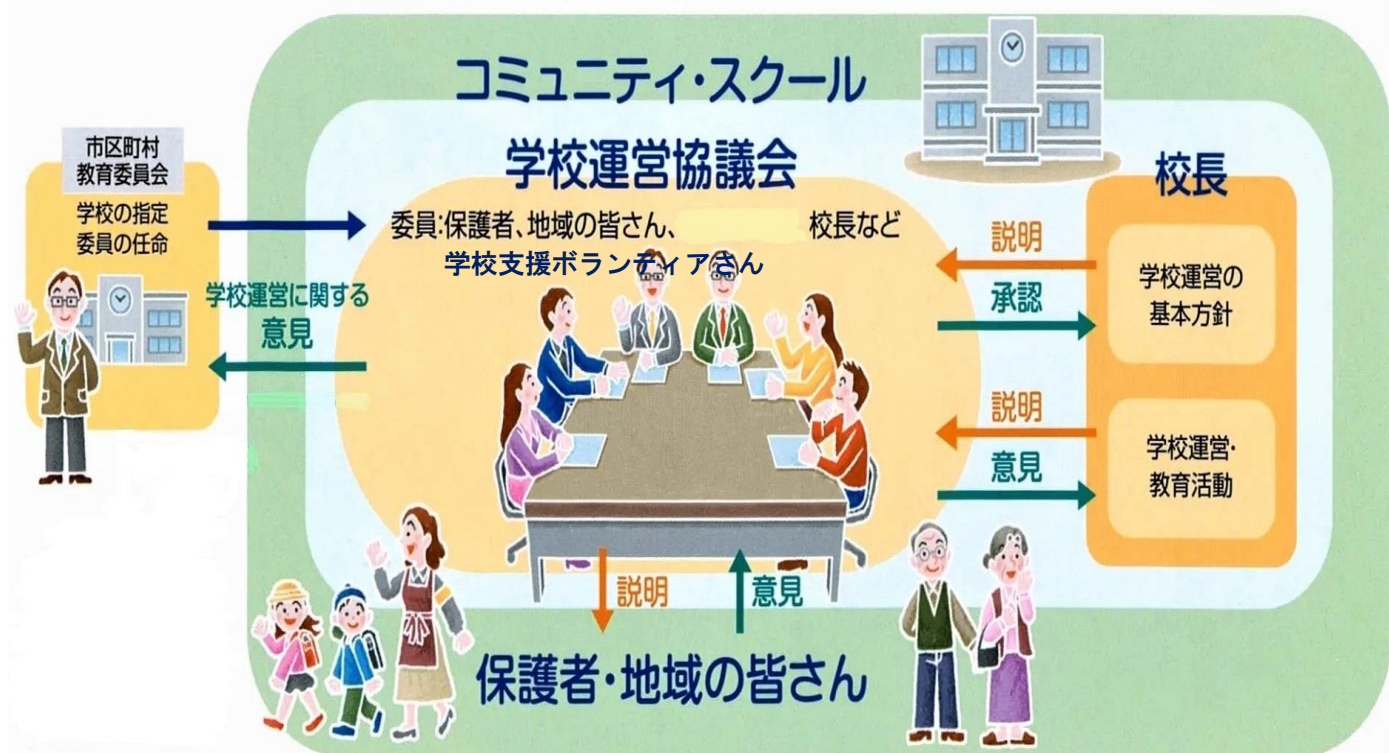 コミュニティ・スクール
学校運営協議会
委員:保護者、地域の皆さん、 校長など
学校支援ボランティアさん
市区町村
教育委員会
学校の指定
委員の任命
学校運営に関する
意見
校長
説明
承認
学校運営の
基本方針
説明
意見
学校運営・
教育活動
説明
意見
保護者・地域の皆さん